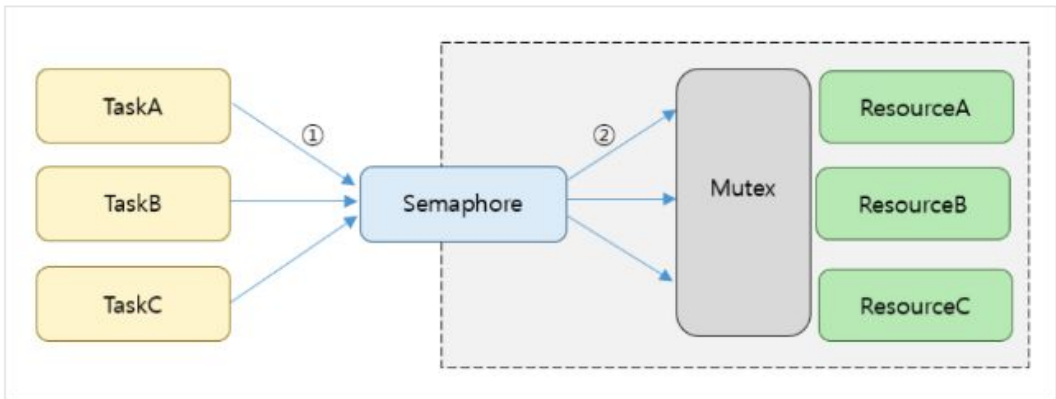 TaskA
①
②
ResourceA
TaskB
Semaphore
Mutex
ResourceB
TaskC
ResourceC